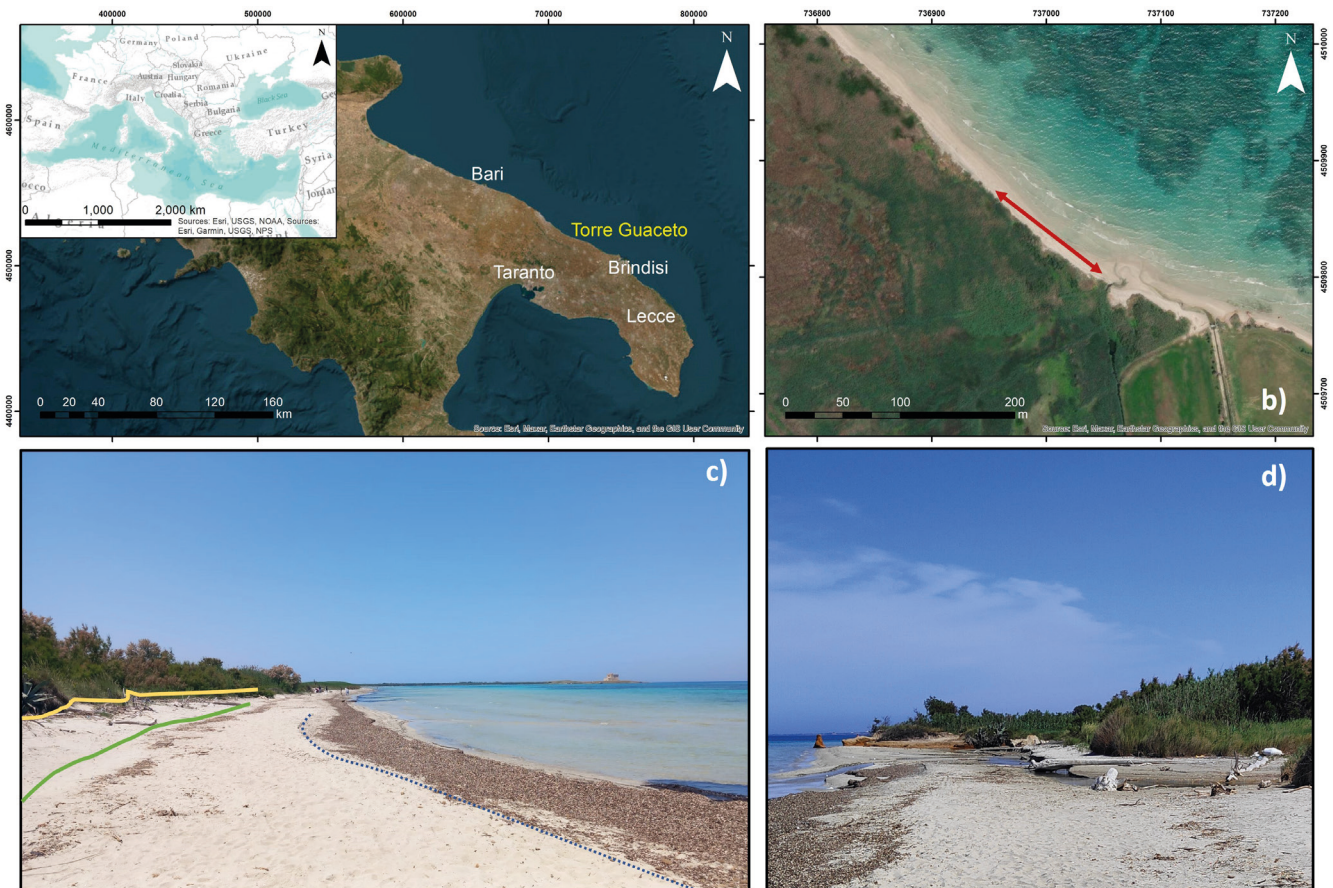 400000 500000 600000 700000 800000
4600000
4500000
4400000
N
Germany Poland
Ukraine
Slovakia
France Austria Hungary
Romania
Italy Croatia
Serbia
Black Sea
Bulgaria
Spain
Greece
Turkey
Mediterranean Sea
Syria
Jordan
0 1,000 2,000 km
Sources: Esri, USGS, NOAA, Sources:
Esri, Garmin, USGS, NPS
N
Bari
Torre Guaceto
Taranto
Brindisi
Lecce
0 20 40 80 120 160
km
Source: Esri, Maxar, Earthstar Geographics, and the GIS User Community
736800 736900 737000 737100 737200
4510000
4509900
4509800
4509700
N
b)
0 50 100 200
m
Source: Esri, Maxar, Earthstar Geographics, and the GIS User Community
c)
d)